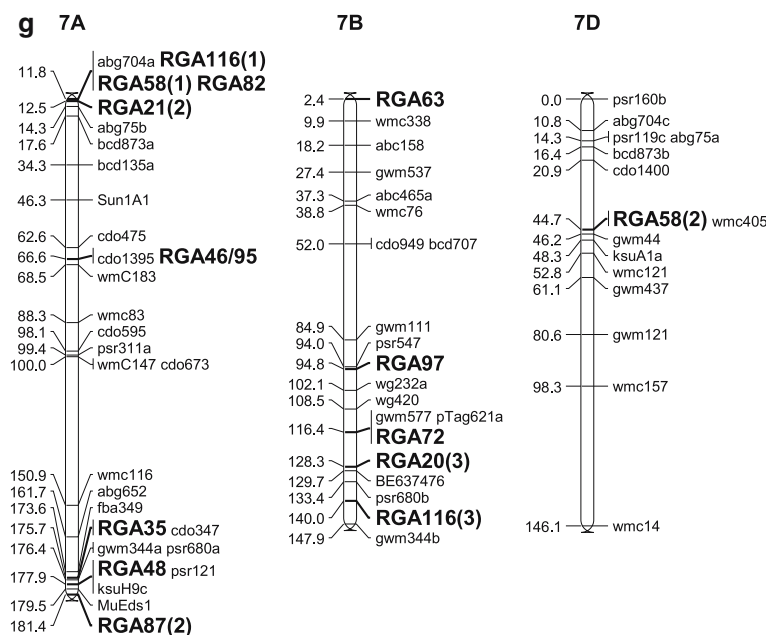 g 7A 7B 7D
abg704a RGA116(1)
11.8 RGA58(1) RGA82
12.5 RGA21(2)
14.3 abg75b
17.6 bcd873a
34.3 bcd135a
46.3 Sun1A1
62.6 cdo475
66.6 cdo1395 RGA46/95
68.5 wmC183
88.3 wmc83
98.1 cdo595
99.4 psr311a
100.0 wmC147 cdo673
150.9 wmc116
161.7 abg652
173.6 fba349
175.7 RGA35 cdo347
176.4 gwm344a psr680a
177.9 RGA48 psr121
ksuH9c
179.5 MuEds1
181.4 RGA87(2)
2.4 RGA63
9.9 wmc338
18.2 abc158
27.4 gwm537
37.3 abc465a
38.8 wmc76
52.0 cdo949 bcd707
84.9 gwm111
94.0 psr547
94.8 RGA97
102.1 wg232a
108.5 wg420
gwm577 pTag621a
116.4 RGA72
128.3 RGA20(3)
129.7 BE637476
133.4 psr680b
140.0 RGA116(3)
147.9 gwm344b
0.0 psr160b
10.8 abg704c
14.3 psr119c abg75a
16.4 bcd873b
20.9 cdo1400
44.7 RGA58(2) wmc405
46.2 gwm44
48.3 ksuA1a
52.8 wmc121
61.1 gwm437
80.6 gwm121
98.3 wmc157
146.1 wmc14